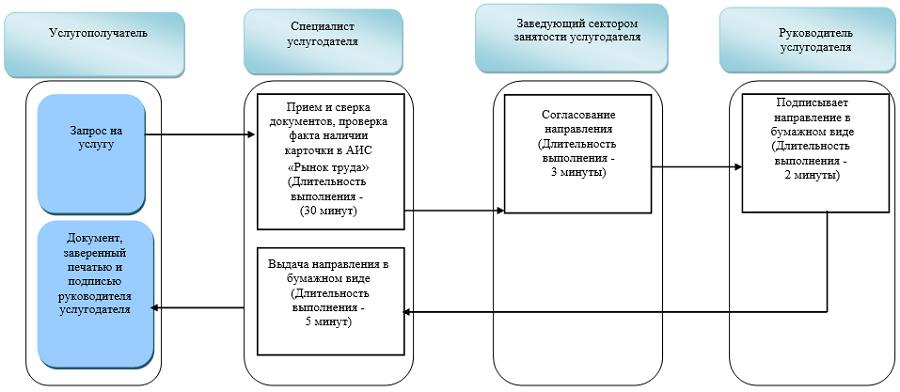 Услугополучатель
Специалист
услугодателя
Заведующий сектором
занятости услугодателя
Руководитель
услугодателя
Запрос на
услугу
Прием и сверка
документов, проверка
факта наличии
карточки в АИС
«Рынок труда»
(Длительность
выполнения -
(30 минут)
Согласование
направления
(Длительность
выполнения -
3 минуты)
Подписывает
направление в
бумажном виде
(Длительность
выполнения -
2 минуты)
Документ,
заверенный
печатью и
подписью
руководителя
услугодателя
Выдача направления в
бумажном виде
(Длительность
выполнения -
5 минут)